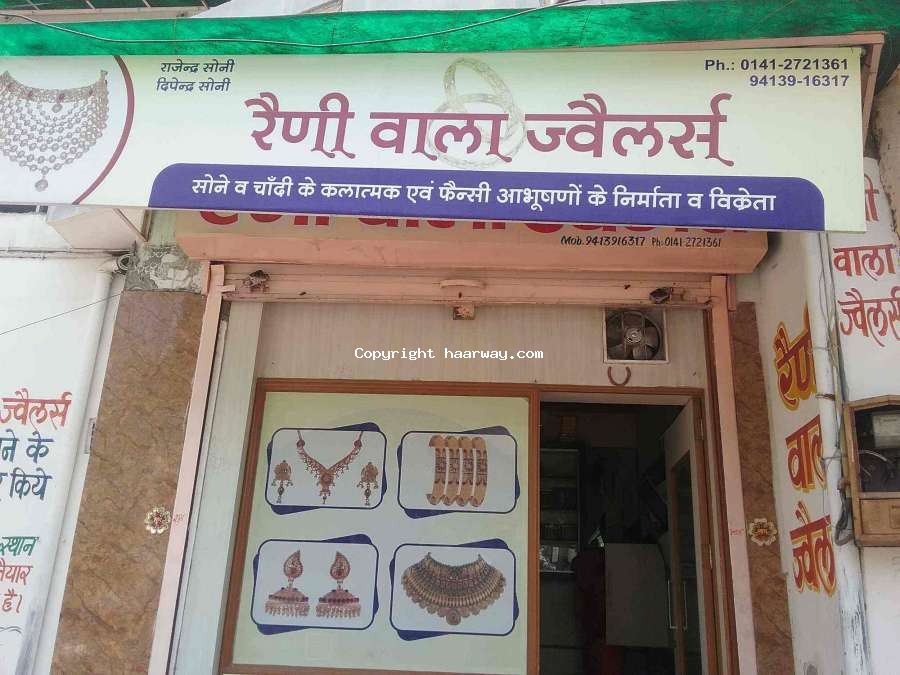 राजेन्द्र सोनी
दिपेन्द्र सोनी
Ph.: 0141-2721361
94139-16317
रैणी वाला ज्वैलर्स
सोने व चाँदी के कलात्मक एवं फैन्सी आभूषणों के निर्माता व विक्रेता
Mob. 9413916317 Ph: 0141 2721361
वाला
ज्वैलर्स
Copyright haarway.com
वाल
ज्वैल
ज्वैलर्स
के
किये
है।